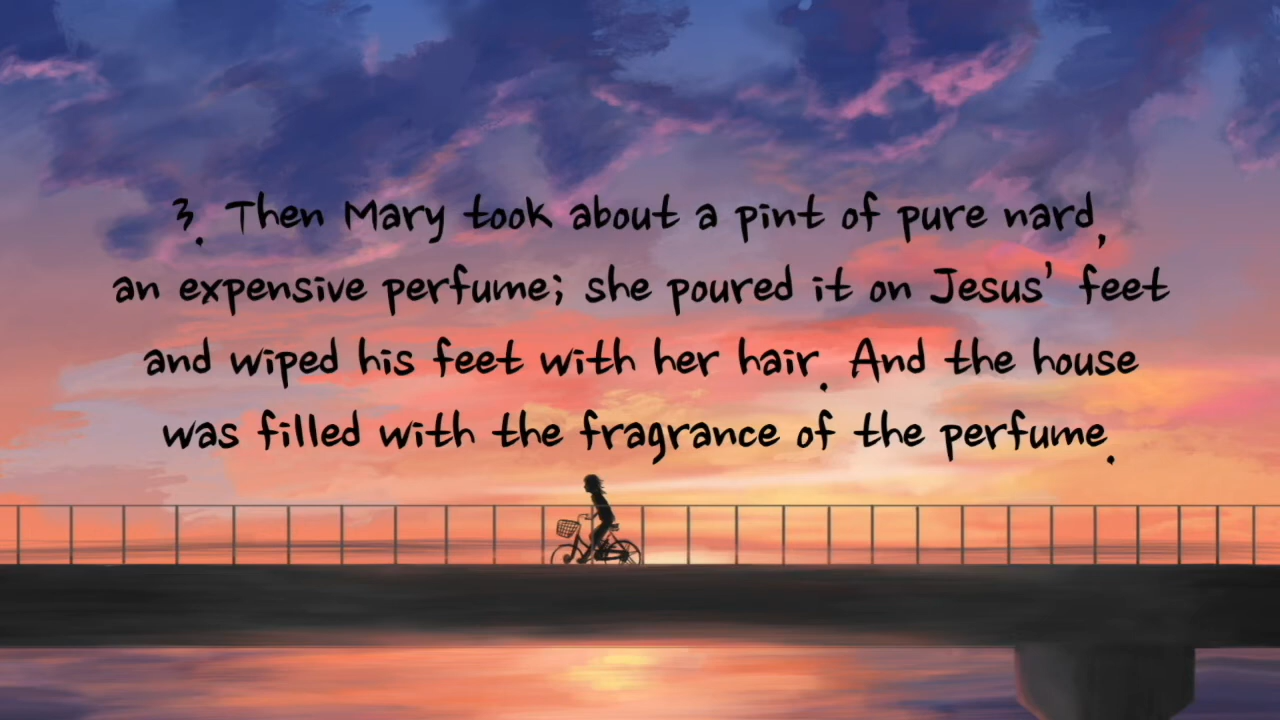 3. Then Mary took about a pint of pure nard,
an expensive perfume; she poured it on Jesus’ feet
and wiped his feet with her hair. And the house
was filled with the fragrance of the perfume.